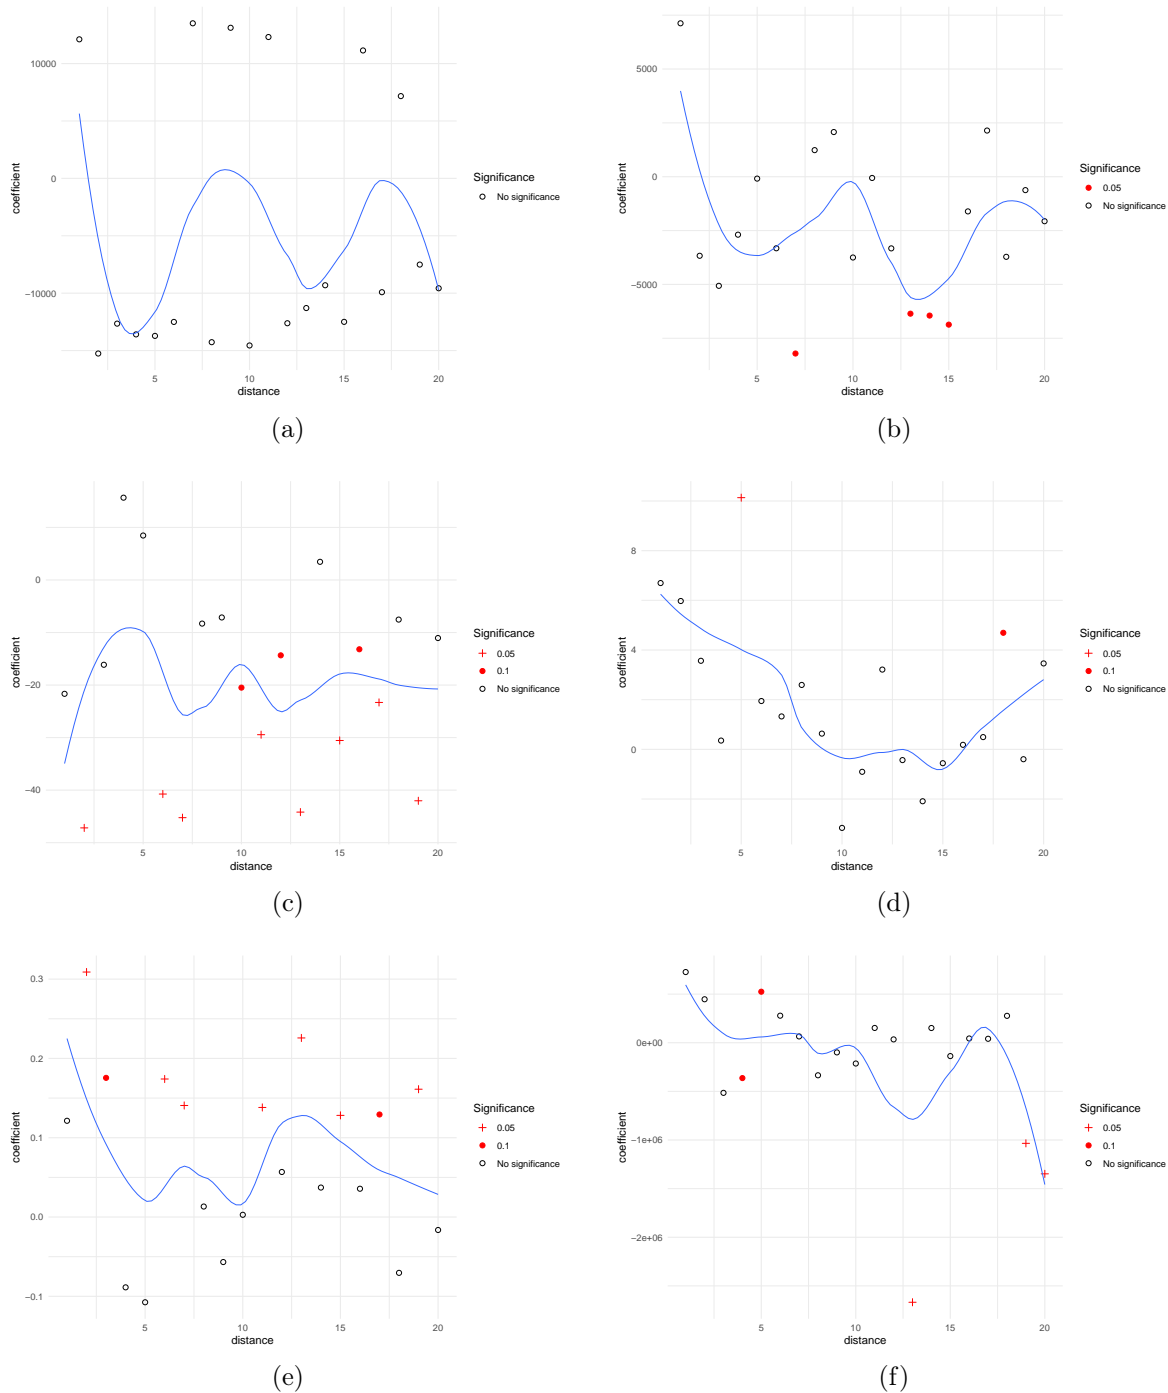 10000
0
−10000
coefficient
5
10
15
20
distance
Significance
No significance
(a)
5000
0
−5000
coefficient
5
10
15
20
distance
Significance
0.05
No significance
(b)
0
−20
−40
coefficient
5
10
15
20
distance
Significance
0.05
0.1
No significance
(c)
8
4
0
coefficient
5
10
15
20
distance
Significance
0.05
0.1
No significance
(d)
0.3
0.2
0.1
0.0
−0.1
coefficient
5
10
15
20
distance
Significance
0.05
0.1
No significance
(e)
0e+00
−1e+06
−2e+06
coefficient
5
10
15
20
distance
Significance
0.05
0.1
No significance
(f)